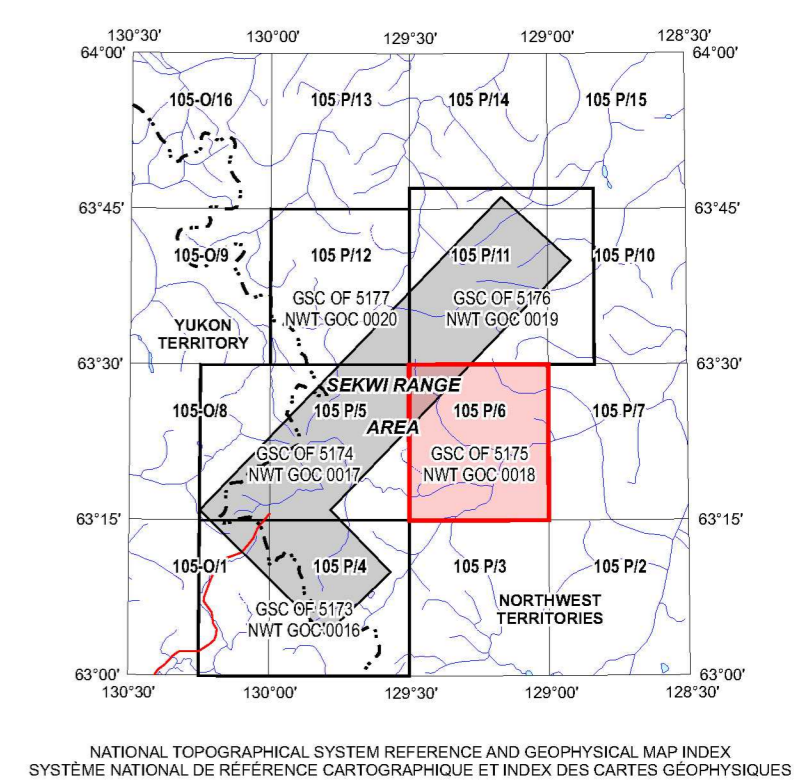 130°30' 130°00' 129°30' 129°00' 128°30'
64°00' 64°00'
105-O/16 105 P/13 105 P/14 105 P/15
63°45' 63°45'
105-O/9 105 P/12 105 P/11 105 P/10
GSC OF 5177 GSC OF 5176
NWT GOC 0020 NWT GOC 0019
YUKON
TERRITORY
63°30' 63°30'
SEKWI RANGE
105-O/8 105 P/5 105 P/6 105 P/7
AREA
GSC OF 5174 GSC OF 5175
NWT GOC 0017 NWT GOC 0018
63°15' 63°15'
105-O/1 105 P/4 105 P/3 105 P/2
NORTHWEST
TERRITORIES
GSC OF 5173
NWT GOC 0016
63°00' 63°00'
130°30' 130°00' 129°30' 129°00' 128°30'
NATIONAL TOPOGRAPHICAL SYSTEM REFERENCE AND GEOPHYSICAL MAP INDEX
SYSTÈME NATIONAL DE RÉFÉRENCE CARTOGRAPHIQUE ET INDEX DES CARTES GÉOPHYSIQUES